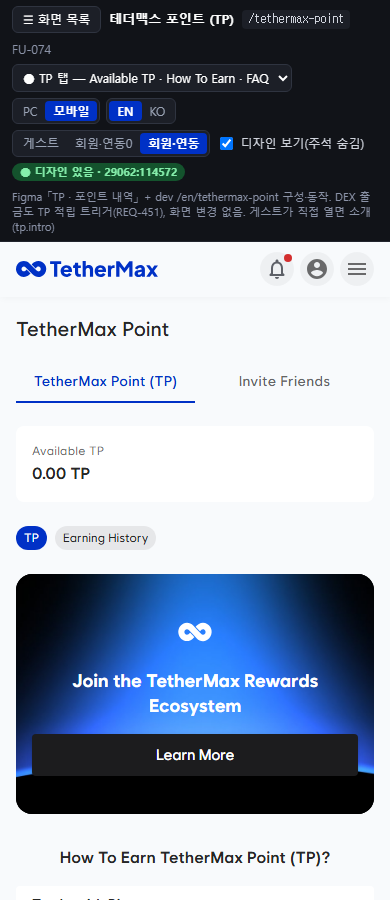 ☰ 화면 목록 테더맥스 포인트 (TP) /tethermax-point
FU-074
● TP 탭 — Available TP · How To Earn · FAQ
PC 모바일 EN KO
게스트 회원·연동0 회원·연동 디자인 보기(주석 숨김)
● 디자인 있음 · 29062:114572
Figma 「TP · 포인트 내역」 + dev /en/tethermax-point 구성·동작. DEX 출
금도 TP 적립 트리거(REQ-451), 화면 변경 없음. 게스트가 직접 열면 소개
(tp.intro)
TetherMax
TetherMax Point
TetherMax Point (TP) Invite Friends
Available TP
0.00 TP
TP Earning History
Join the TetherMax Rewards
Ecosystem
Learn More
How To Earn TetherMax Point (TP)?